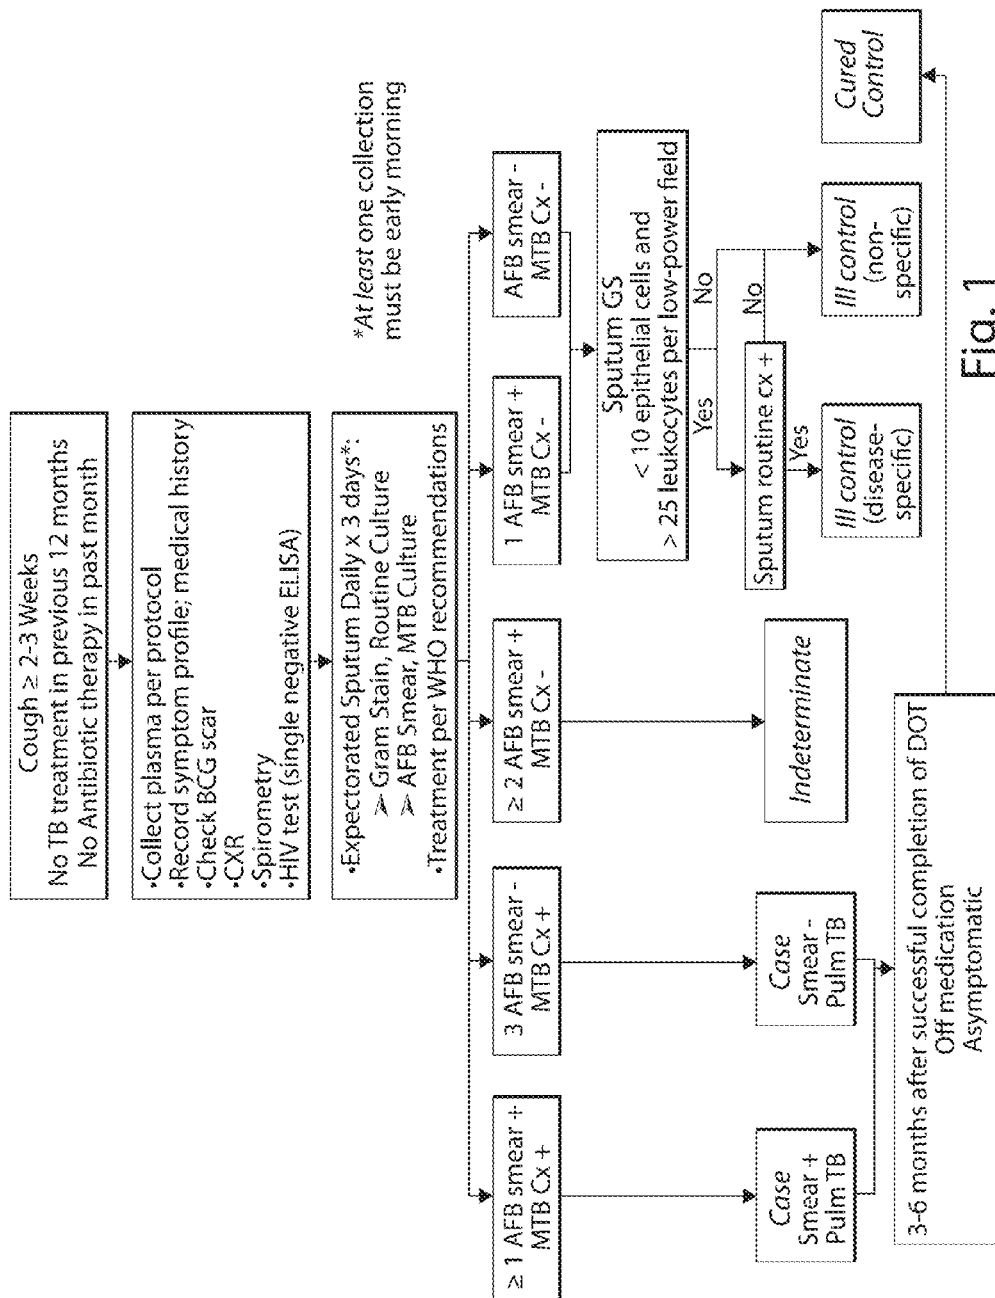 Cough ≥ 2-3 Weeks
No TB treatment in previous 12 months
No Antibiotic therapy in past month
•Collect plasma per protocol
•Record symptom profile; medical history
•Check BCG scar
•CXR
•Spirometry
•HIV test (single negative ELISA)
•Expectorated Sputum Daily x 3 days*:
➢ Gram Stain, Routine Culture
➢ AFB Smear, MTB Culture
•Treatment per WHO recommendations
*At least one collection
must be early morning
≥ 1 AFB smear +
MTB Cx +
3 AFB smear -
MTB Cx +
≥ 2 AFB smear +
MTB Cx -
1 AFB smear +
MTB Cx -
AFB smear -
MTB Cx -
Sputum GS
< 10 epithelial cells and
> 25 leukocytes per low-power field
Yes
No
Sputum routine cx +
No
Yes
Case
Smear +
Pulm TB
Case
Smear -
Pulm TB
Indeterminate
Ill control
(disease-
specific)
Ill control
(non-
specific)
Cured
Control
3-6 months after successful completion of DOT
Off medication
Asymptomatic
Fig. 1